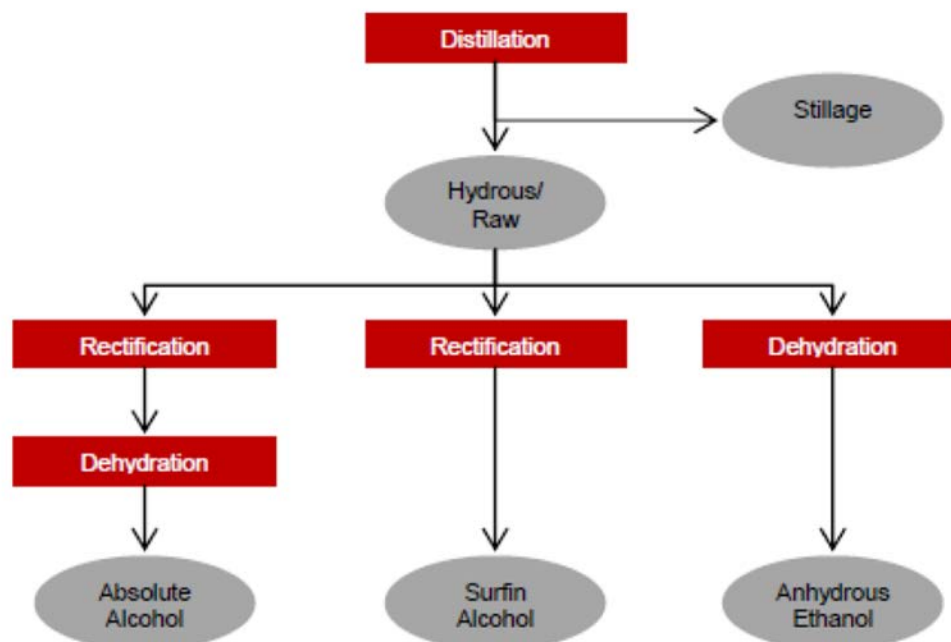 Distillation
Stillage
Hydrous/
Raw
Rectification
Rectification
Dehydration
Dehydration
Absolute
Alcohol
Surfin
Alcohol
Anhydrous
Ethanol